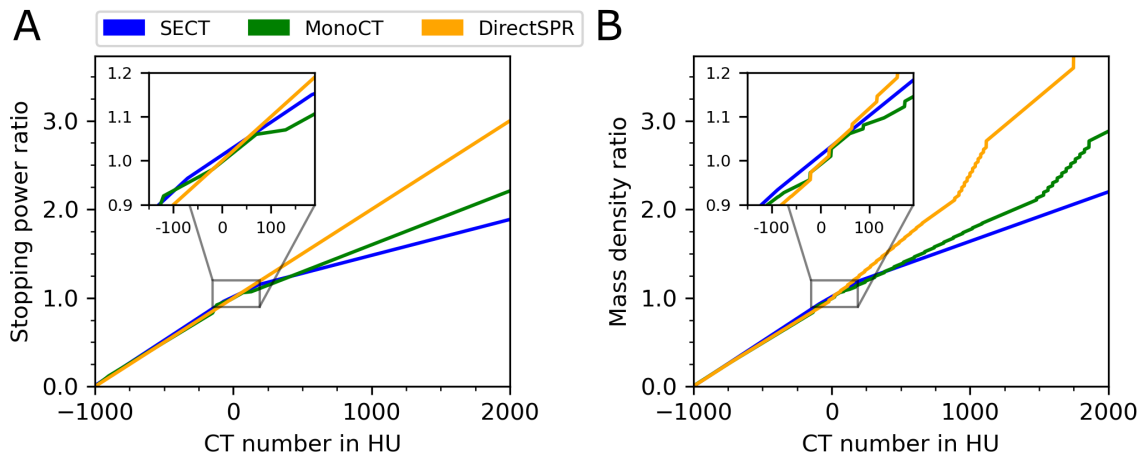 A
SECT MonoCT DirectSPR
B
Stopping power ratio
3.0
2.0
1.0
0.0
1.2
1.1
1.0
0.9
-100 0 100
−1000 0 1000 2000
CT number in HU
Mass density ratio
3.0
2.0
1.0
0.0
1.2
1.1
1.0
0.9
-100 0 100
−1000 0 1000 2000
CT number in HU